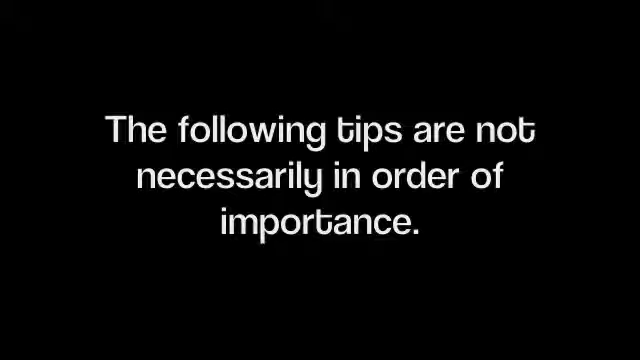 The following tips are not
necessarily in order of
importance.